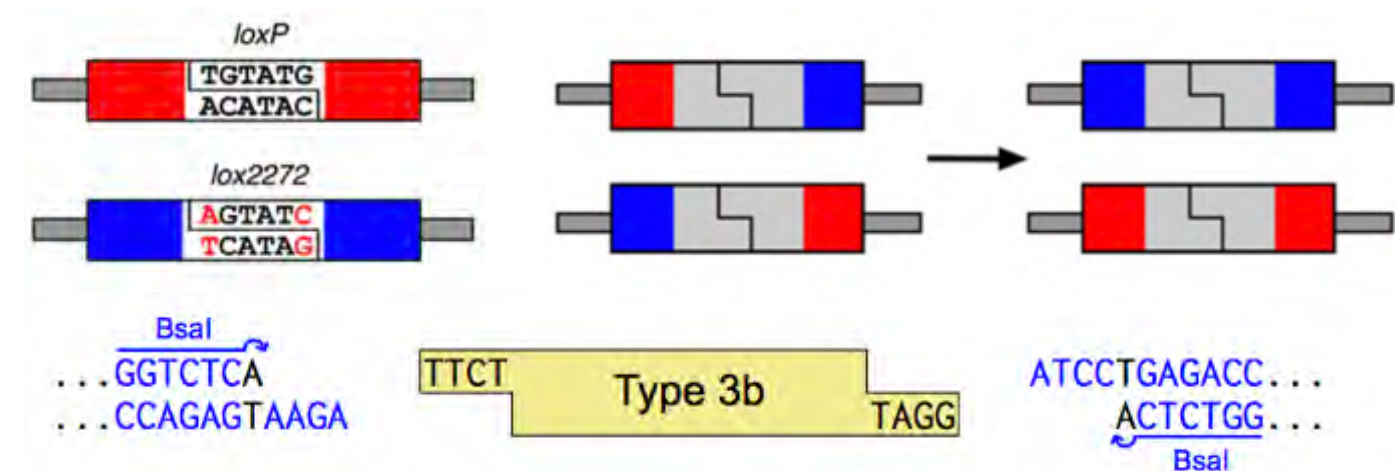 loxP
TGTATG
ACATAC
lox2272
AGTATC
TCATAG
BsaI
...GGTCTCA
...CCAGAGTAAGA
TTCT
Type 3b
TAGG
ATCCTGAGACC...
ACTCTGG...
BsaI